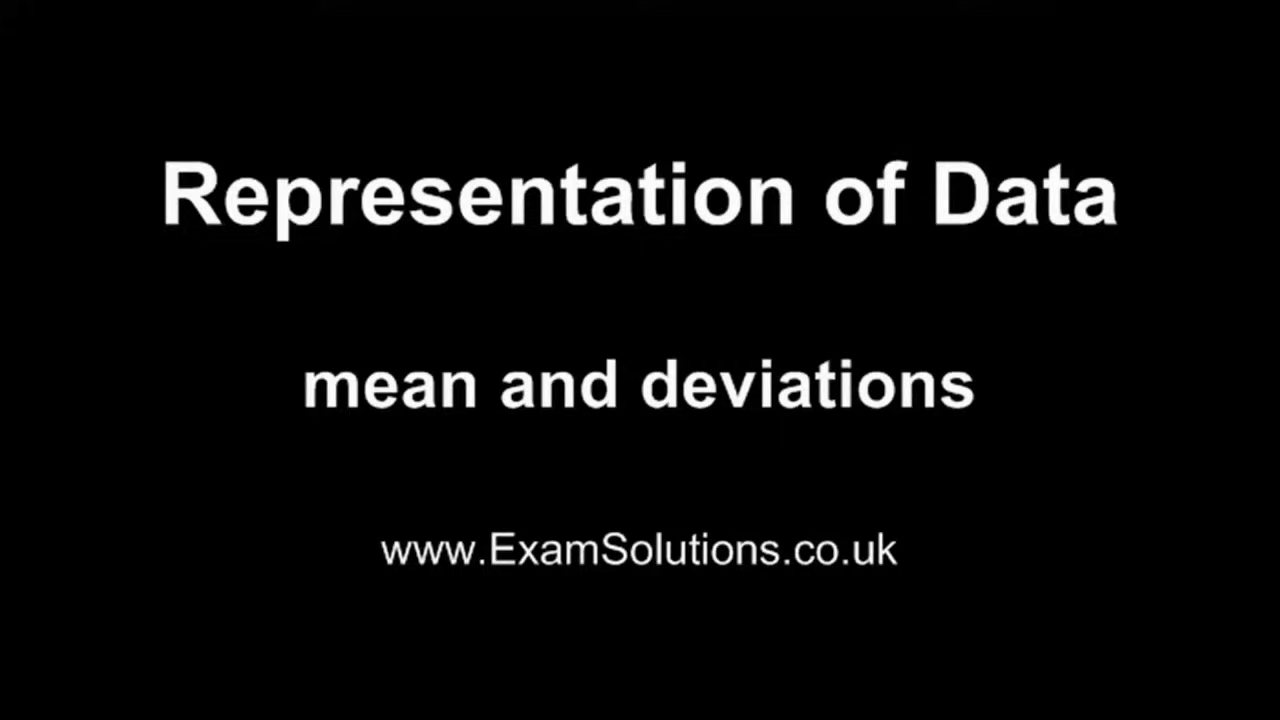 Representation of Data
mean and deviations
www.ExamSolutions.co.uk